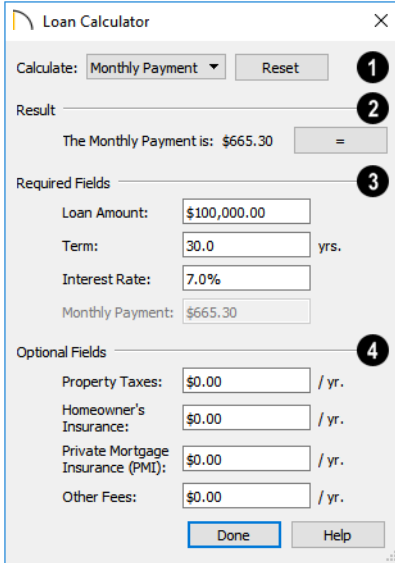 Loan Calculator
Calculate: Monthly Payment Reset 1
Result 2
The Monthly Payment is: $665.30 =
Required Fields 3
Loan Amount: $100,000.00
Term: 30.0 yrs.
Interest Rate: 7.0%
Monthly Payment: $665.30
Optional Fields 4
Property Taxes: $0.00 / yr.
Homeowner's
Insurance: $0.00 / yr.
Private Mortgage
Insurance (PMI): $0.00 / yr.
Other Fees: $0.00 / yr.
Done Help